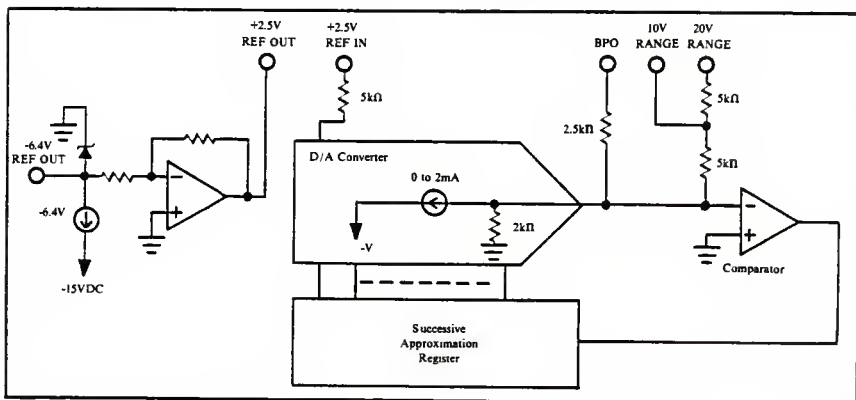 +2.5V
REF OUT
+2.5V
REF IN
BPO
10V
RANGE
20V
RANGE
5kΩ
5kΩ
2.5kΩ
-6.4V
REF OUT
D/A Converter
0 to 2mA
5kΩ
-6.4V
2kΩ
-V
Comparator
-15VDC
Successive
Approximation
Register
−
+
−
+